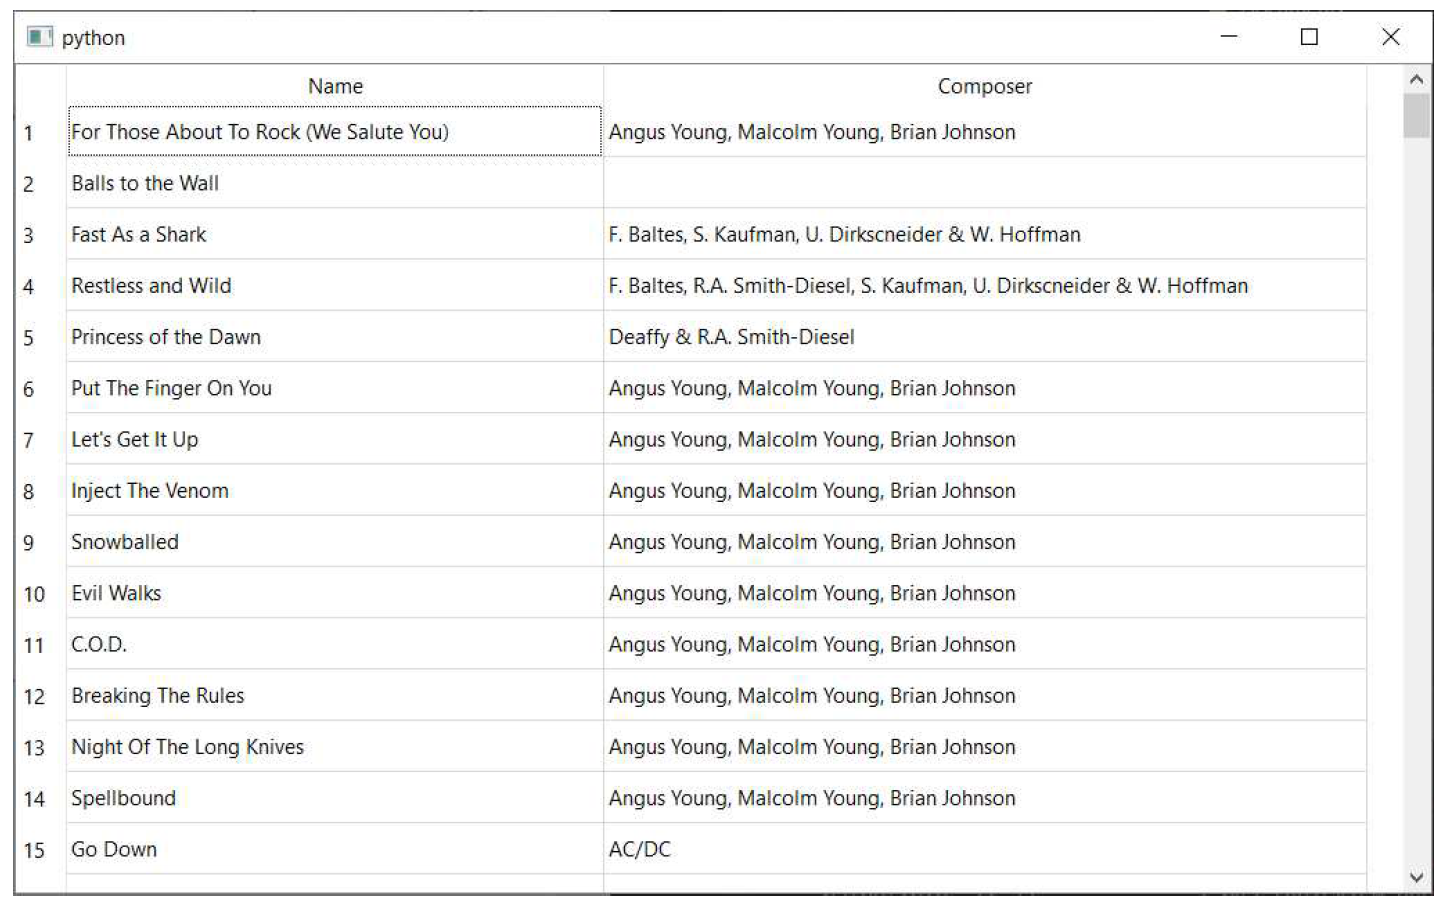 python
Name Composer
1 For Those About To Rock (We Salute You) Angus Young, Malcolm Young, Brian Johnson
2 Balls to the Wall
3 Fast As a Shark F. Baltes, S. Kaufman, U. Dirkscneider & W. Hoffman
4 Restless and Wild F. Baltes, R.A. Smith-Diesel, S. Kaufman, U. Dirkscneider & W. Hoffman
5 Princess of the Dawn Deaffy & R.A. Smith-Diesel
6 Put The Finger On You Angus Young, Malcolm Young, Brian Johnson
7 Let's Get It Up Angus Young, Malcolm Young, Brian Johnson
8 Inject The Venom Angus Young, Malcolm Young, Brian Johnson
9 Snowballed Angus Young, Malcolm Young, Brian Johnson
10 Evil Walks Angus Young, Malcolm Young, Brian Johnson
11 C.O.D. Angus Young, Malcolm Young, Brian Johnson
12 Breaking The Rules Angus Young, Malcolm Young, Brian Johnson
13 Night Of The Long Knives Angus Young, Malcolm Young, Brian Johnson
14 Spellbound Angus Young, Malcolm Young, Brian Johnson
15 Go Down AC/DC